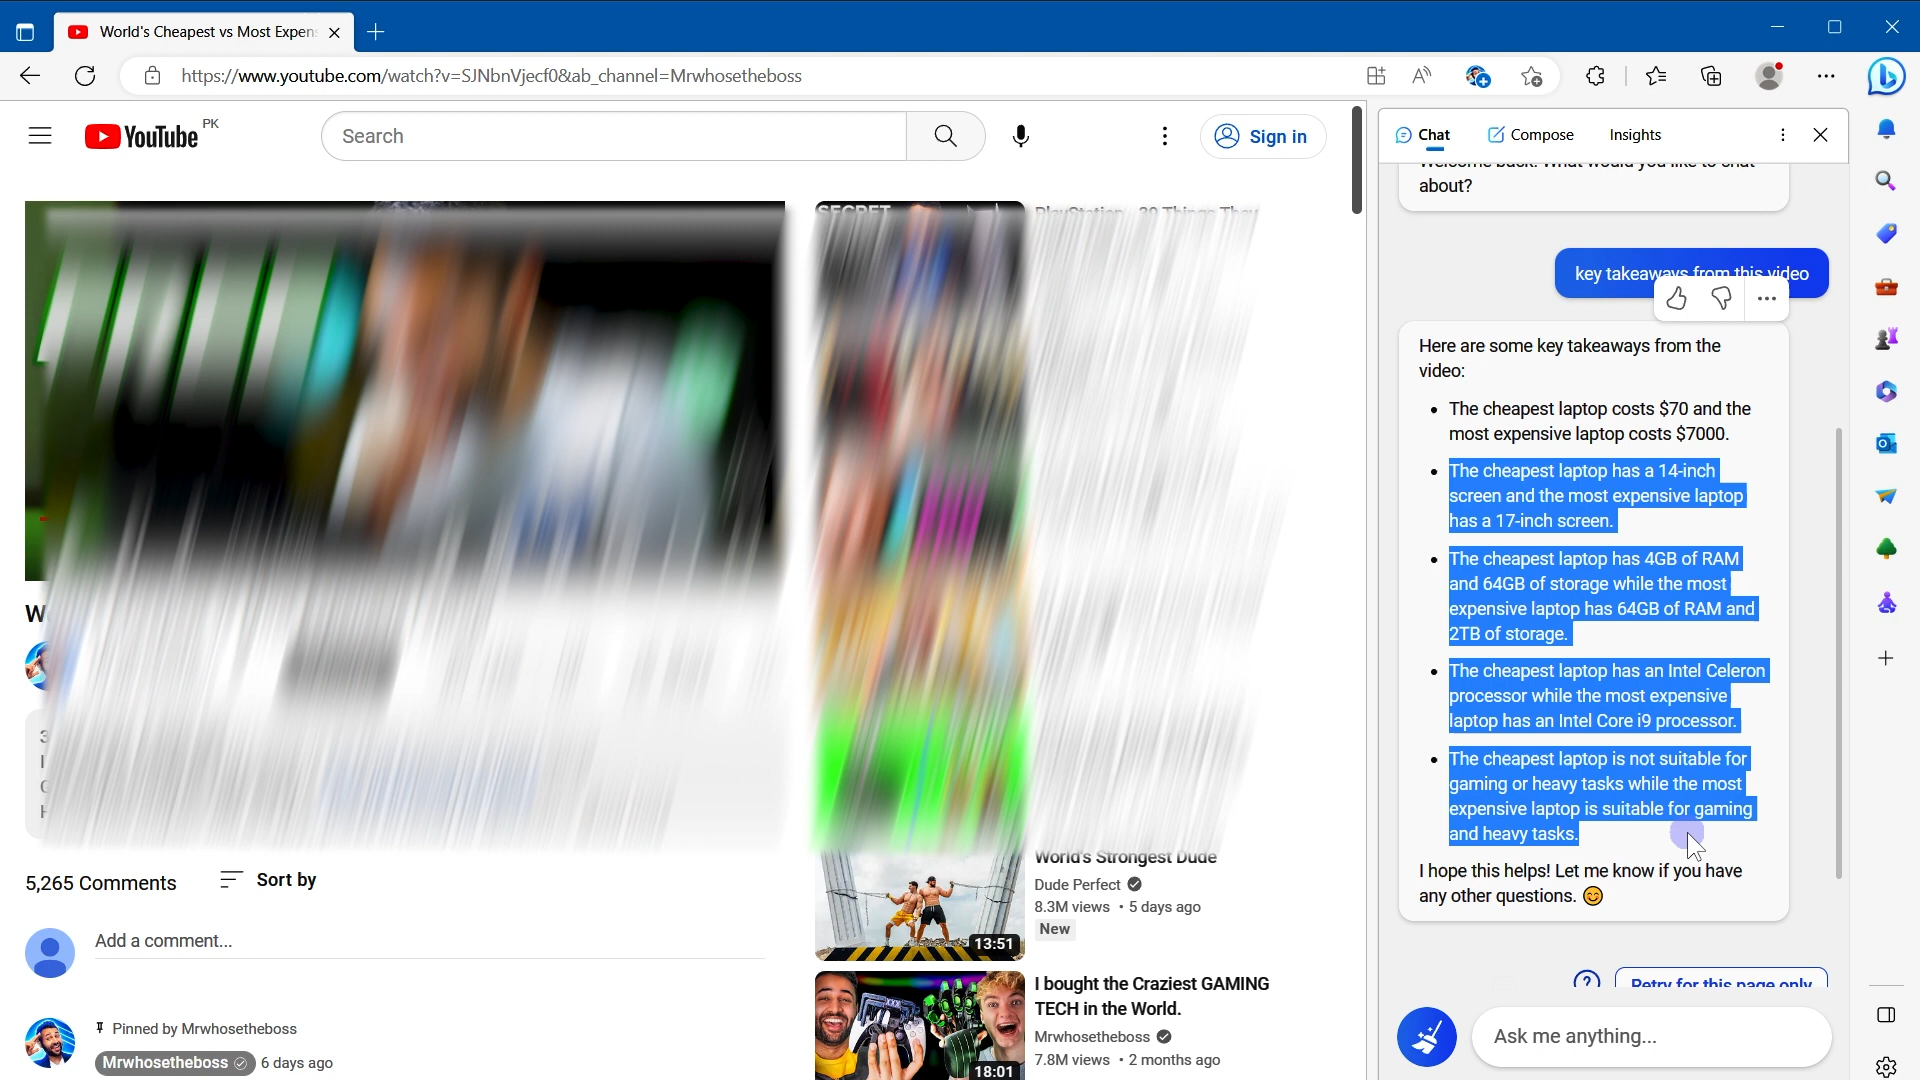 World's Cheapest vs Most Expen
https://www.youtube.com/watch?v=SJNbnVjecf0&ab_channel=Mrwhosetheboss
YouTube PK
Search
Sign in
Chat
Compose
Insights
about?
key takeaways from this video
Here are some key takeaways from the
video:
• The cheapest laptop costs $70 and the
most expensive laptop costs $7000.
• The cheapest laptop has a 14-inch
screen and the most expensive laptop
has a 17-inch screen.
• The cheapest laptop has 4GB of RAM
and 64GB of storage while the most
expensive laptop has 64GB of RAM and
2TB of storage.
• The cheapest laptop has an Intel Celeron
processor while the most expensive
laptop has an Intel Core i9 processor.
• The cheapest laptop is not suitable for
gaming or heavy tasks while the most
expensive laptop is suitable for gaming
and heavy tasks.
I hope this helps! Let me know if you have
any other questions. 😊
Retry for this page only
Ask me anything...
5,265 Comments
Sort by
Add a comment...
Pinned by Mrwhosetheboss
Mrwhosetheboss 6 days ago
SECRET
World's Strongest Dude
Dude Perfect
8.3M views • 5 days ago
New
13:51
I bought the Craziest GAMING
TECH in the World.
Mrwhosetheboss
7.8M views • 2 months ago
18:01